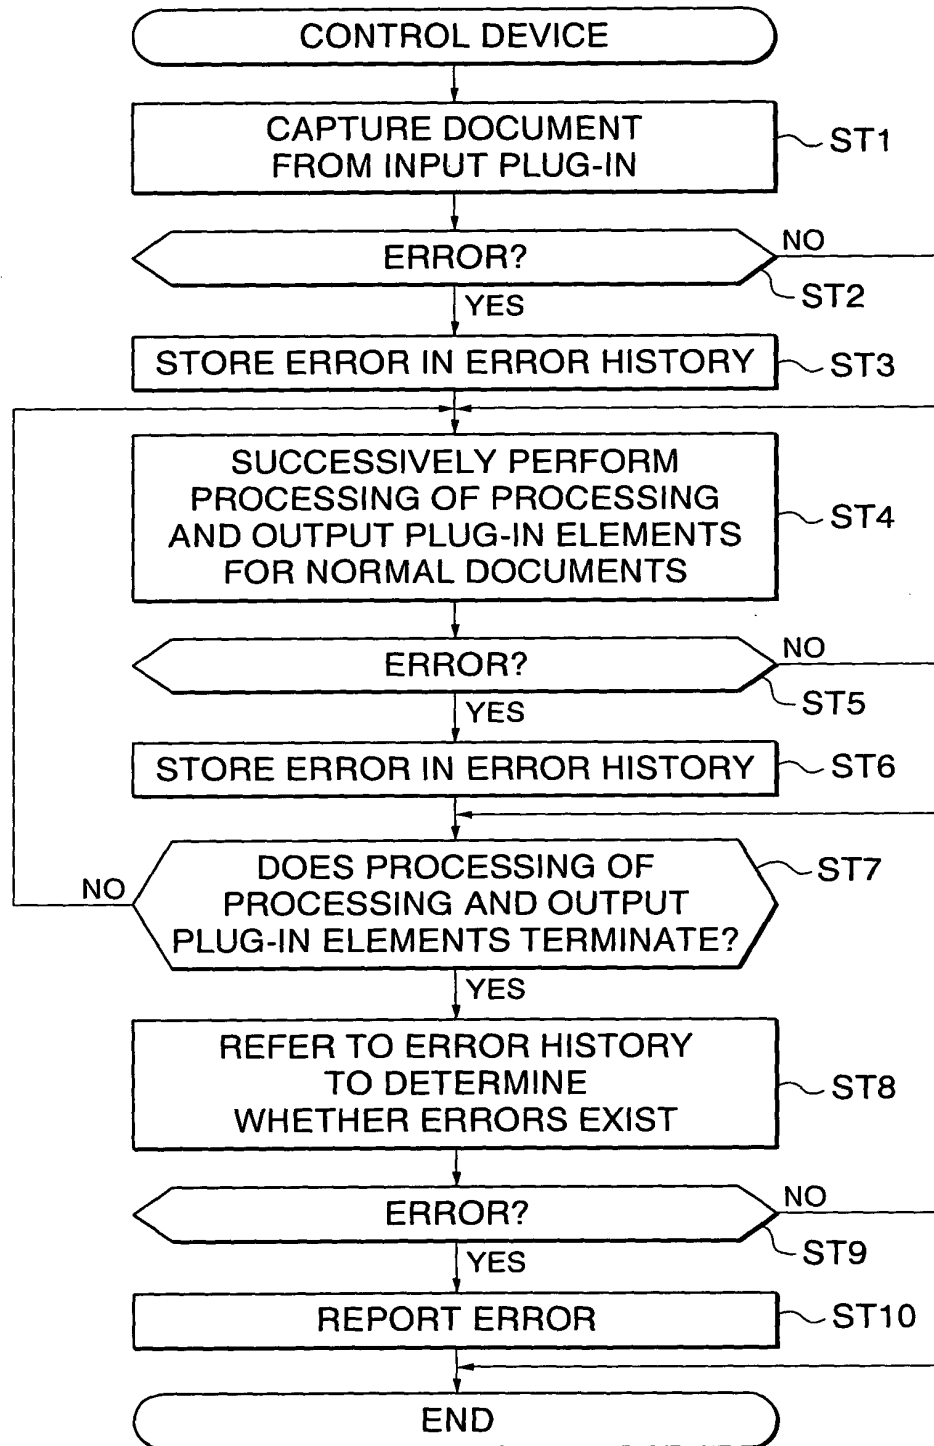 CONTROL DEVICE
CAPTURE DOCUMENT
FROM INPUT PLUG-IN
ST1
ERROR?
NO
ST2
YES
STORE ERROR IN ERROR HISTORY
ST3
SUCCESSIVELY PERFORM
PROCESSING OF PROCESSING
AND OUTPUT PLUG-IN ELEMENTS
FOR NORMAL DOCUMENTS
ST4
ERROR?
NO
ST5
YES
STORE ERROR IN ERROR HISTORY
ST6
DOES PROCESSING OF
PROCESSING AND OUTPUT
PLUG-IN ELEMENTS TERMINATE?
ST7
NO
YES
REFER TO ERROR HISTORY
TO DETERMINE
WHETHER ERRORS EXIST
ST8
ERROR?
NO
ST9
YES
REPORT ERROR
ST10
END